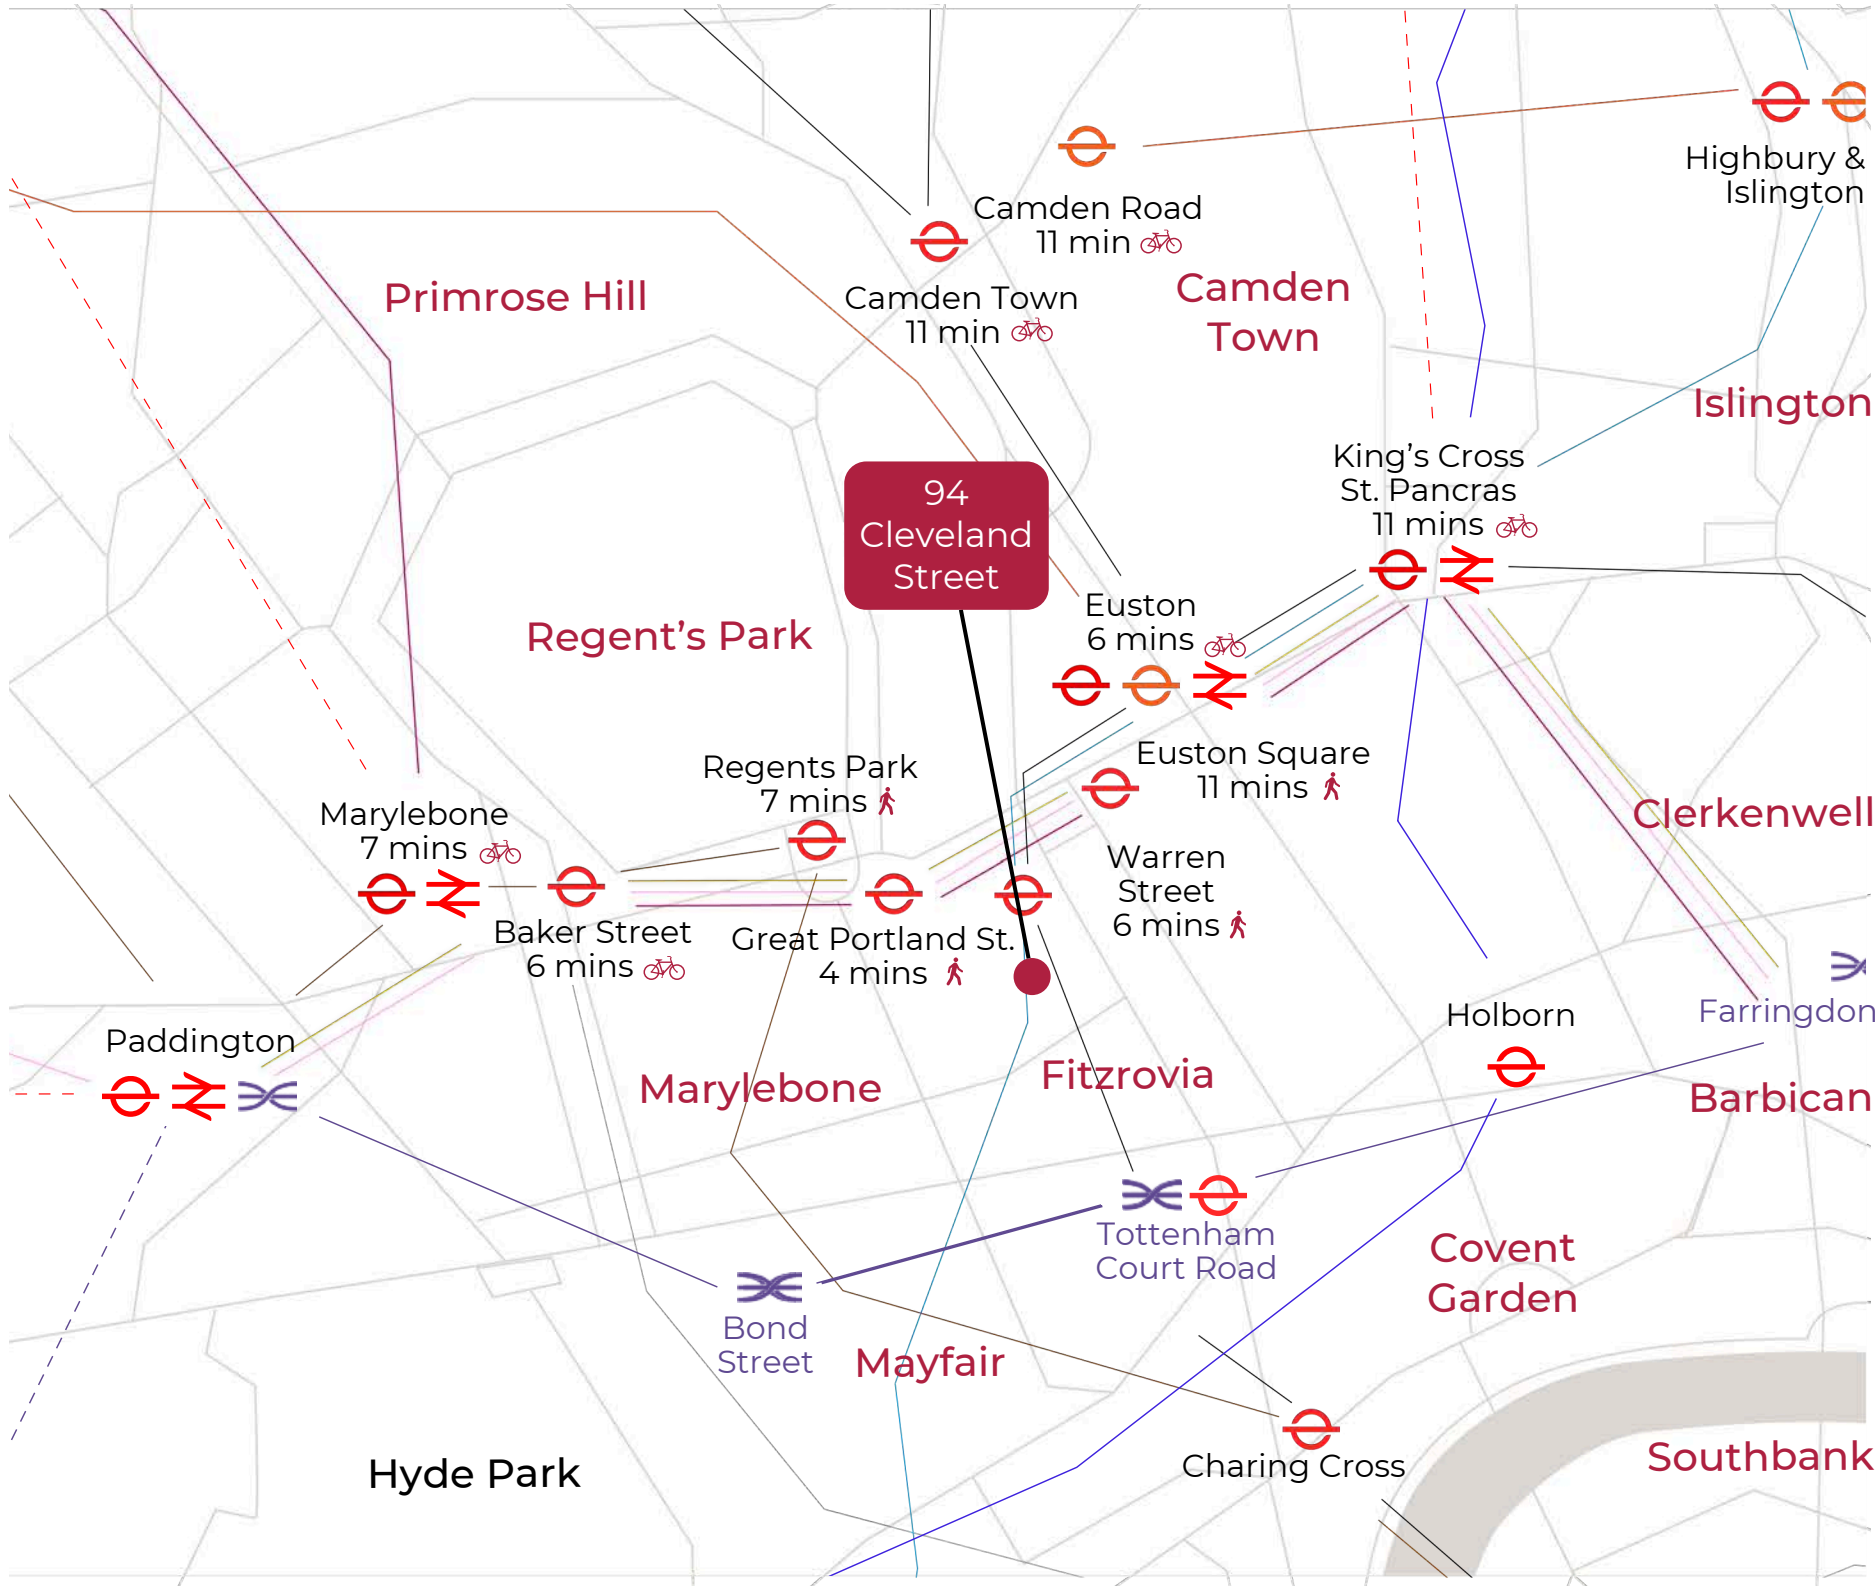 Highbury &
Islington
Camden Road
11 min
Camden Town
11 min
Primrose Hill
Camden
Town
Islington
King's Cross
St. Pancras
11 mins
94
Cleveland
Street
Euston
6 mins
Regent's Park
Regents Park
7 mins
Euston Square
11 mins
Marylebone
7 mins
Clerkenwell
Warren
Street
6 mins
Baker Street
6 mins
Great Portland St.
4 mins
Paddington
Holborn
Farringdon
Marylebone
Fitzrovia
Barbican
Tottenham
Court Road
Covent
Garden
Bond
Street
Mayfair
Hyde Park
Charing Cross
Southbank